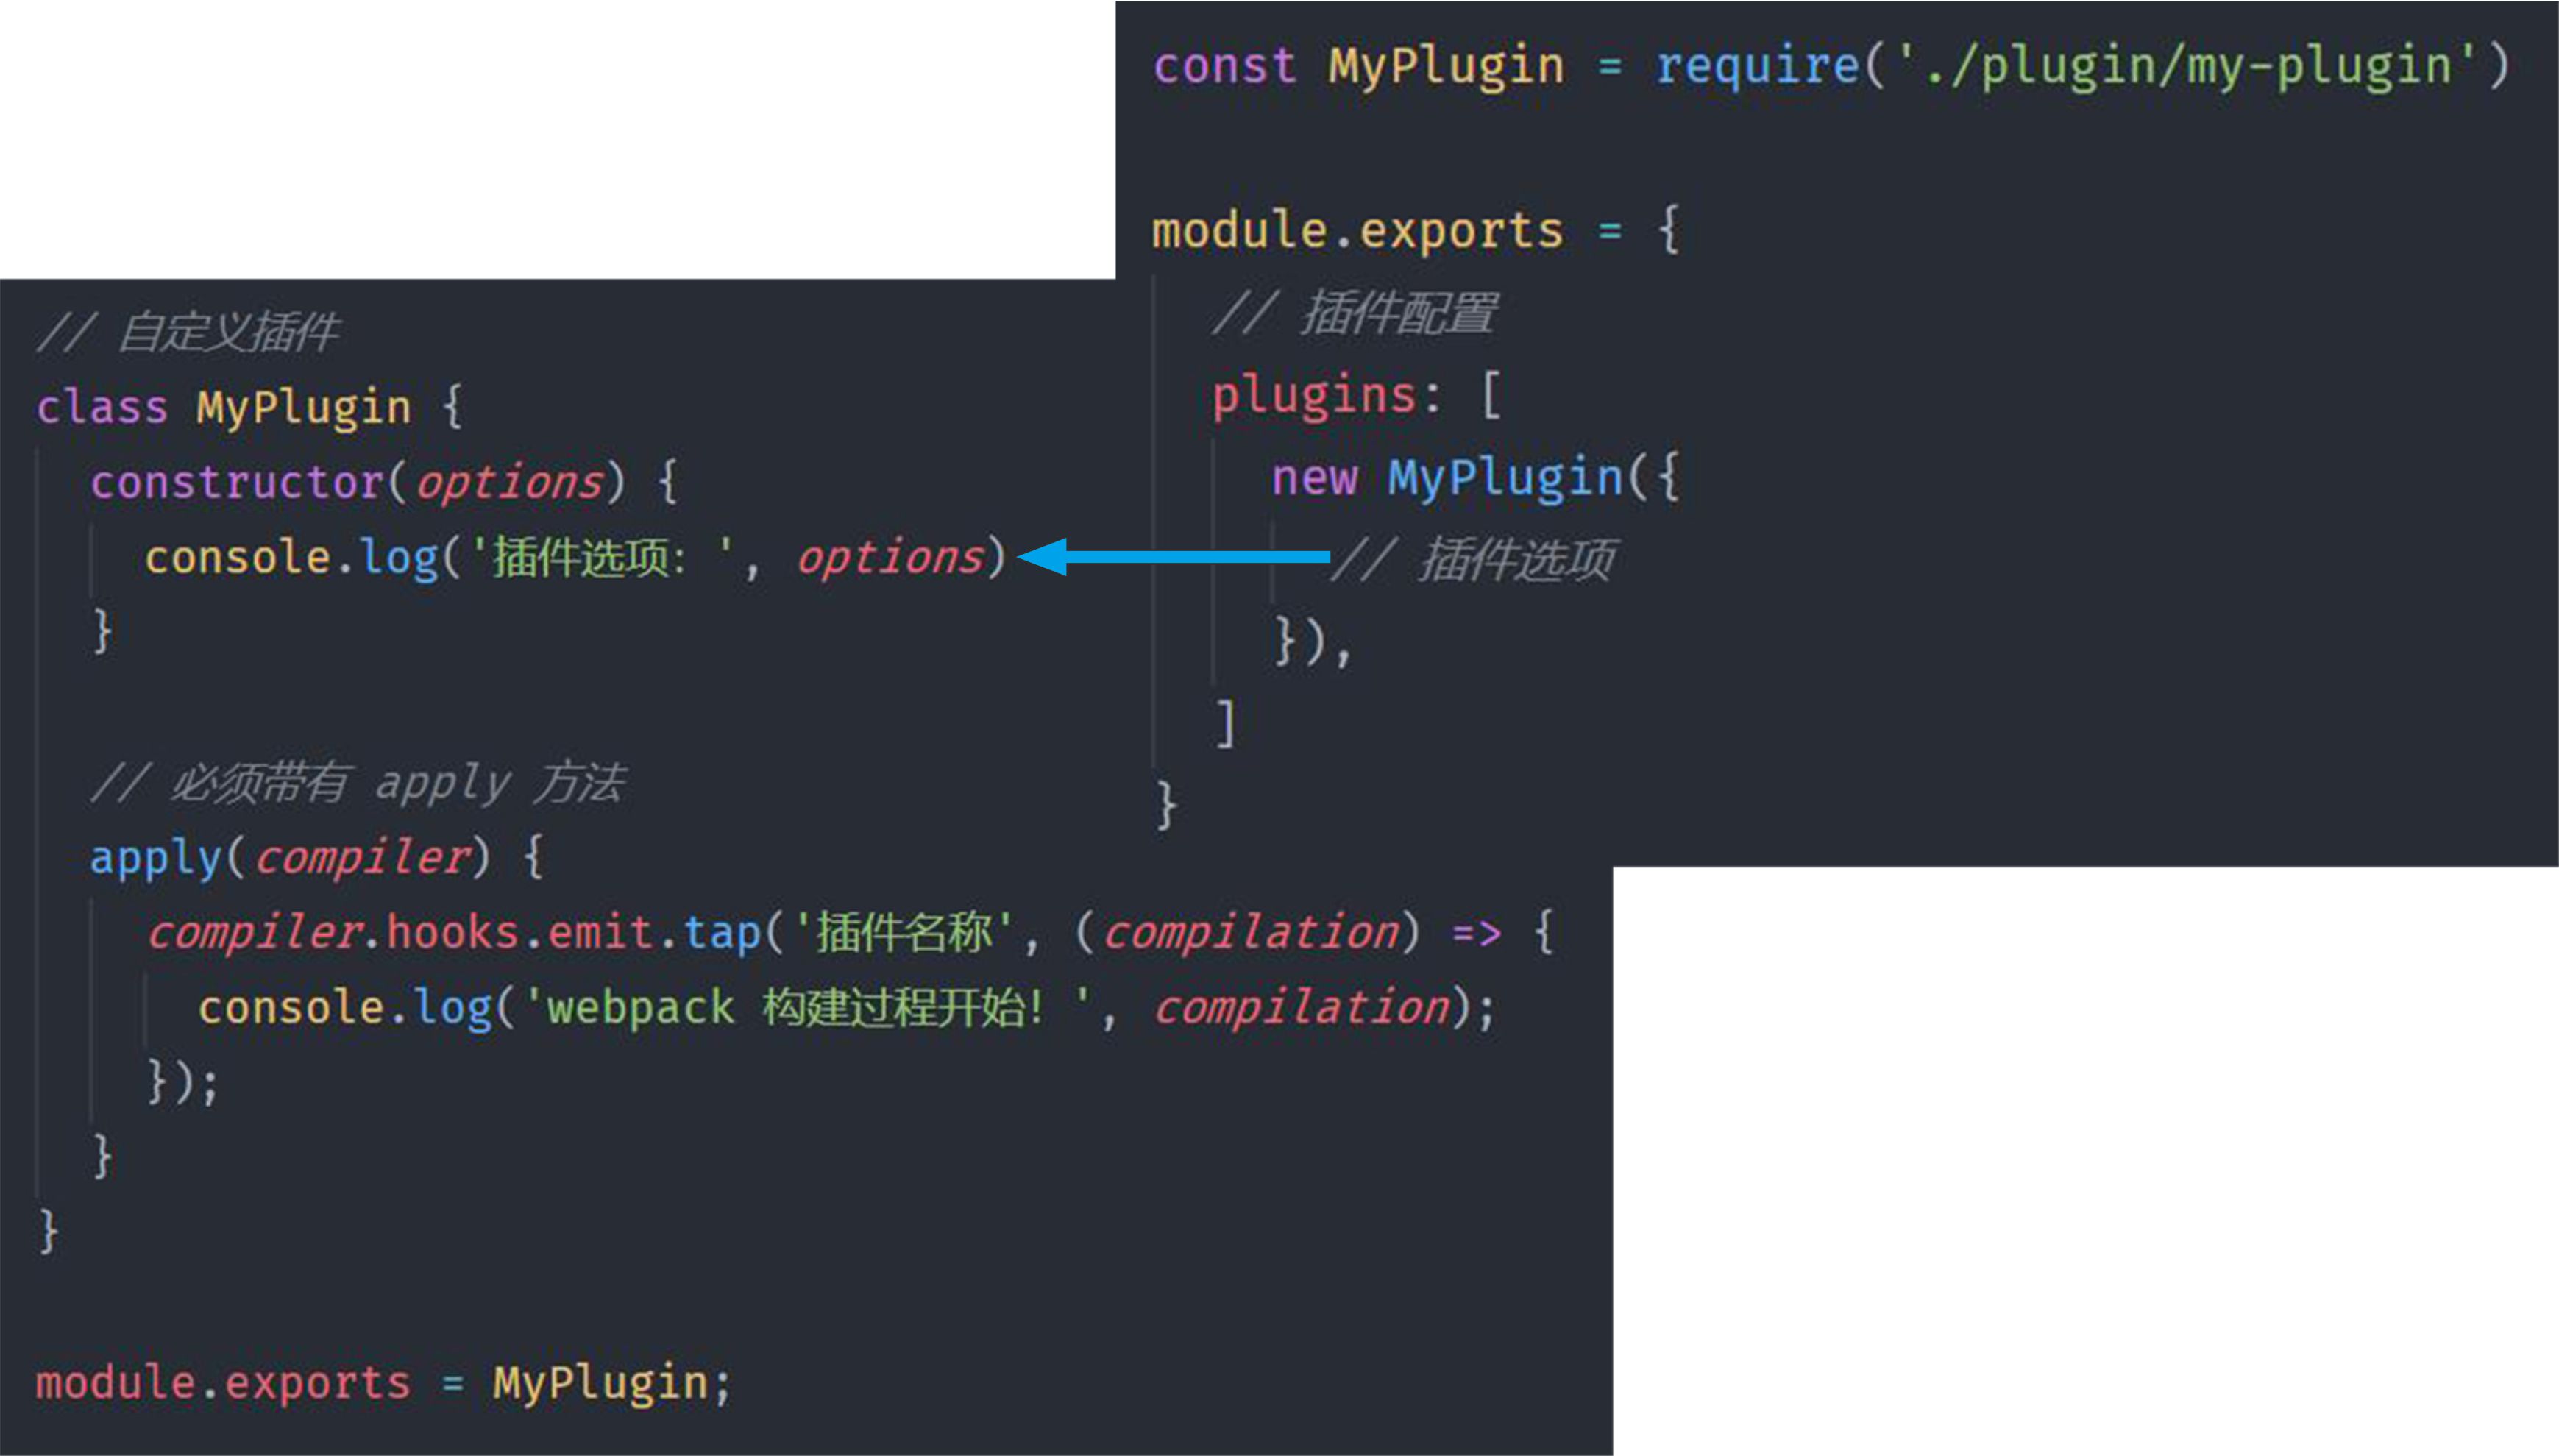 const MyPlugin = require('./plugin/my-plugin')
module.exports = {
// 插件配置
plugins: [
new MyPlugin({
// 插件选项
}),
]
}
// 自定义插件
class MyPlugin {
constructor(options) {
console.log('插件选项：', options)
}
// 必须带有 apply 方法
apply(compiler) {
compiler.hooks.emit.tap('插件名称', (compilation) => {
console.log('webpack 构建过程开始！', compilation);
});
}
}
module.exports = MyPlugin;